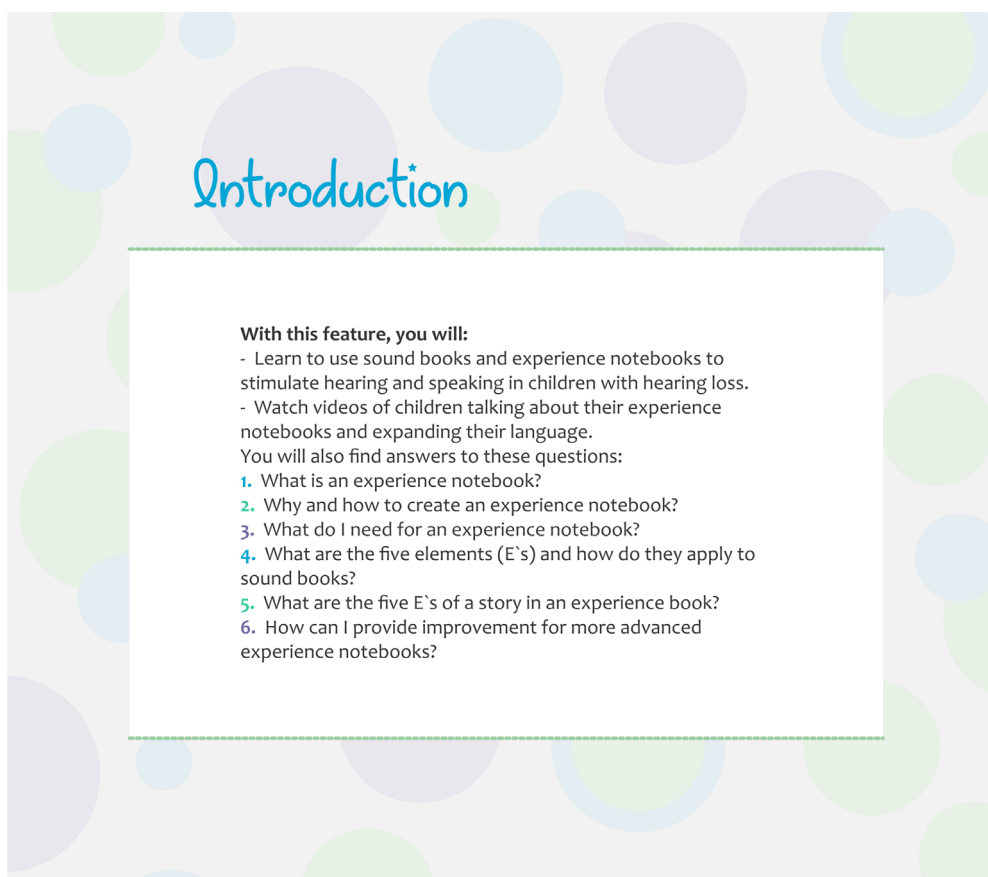 Introduction
With this feature, you will:
- Learn to use sound books and experience notebooks to
stimulate hearing and speaking in children with hearing loss.
- Watch videos of children talking about their experience
notebooks and expanding their language.
You will also find answers to these questions:
1. What is an experience notebook?
2. Why and how to create an experience notebook?
3. What do I need for an experience notebook?
4. What are the five elements (E`s) and how do they apply to
sound books?
5. What are the five E`s of a story in an experience book?
6. How can I provide improvement for more advanced
experience notebooks?